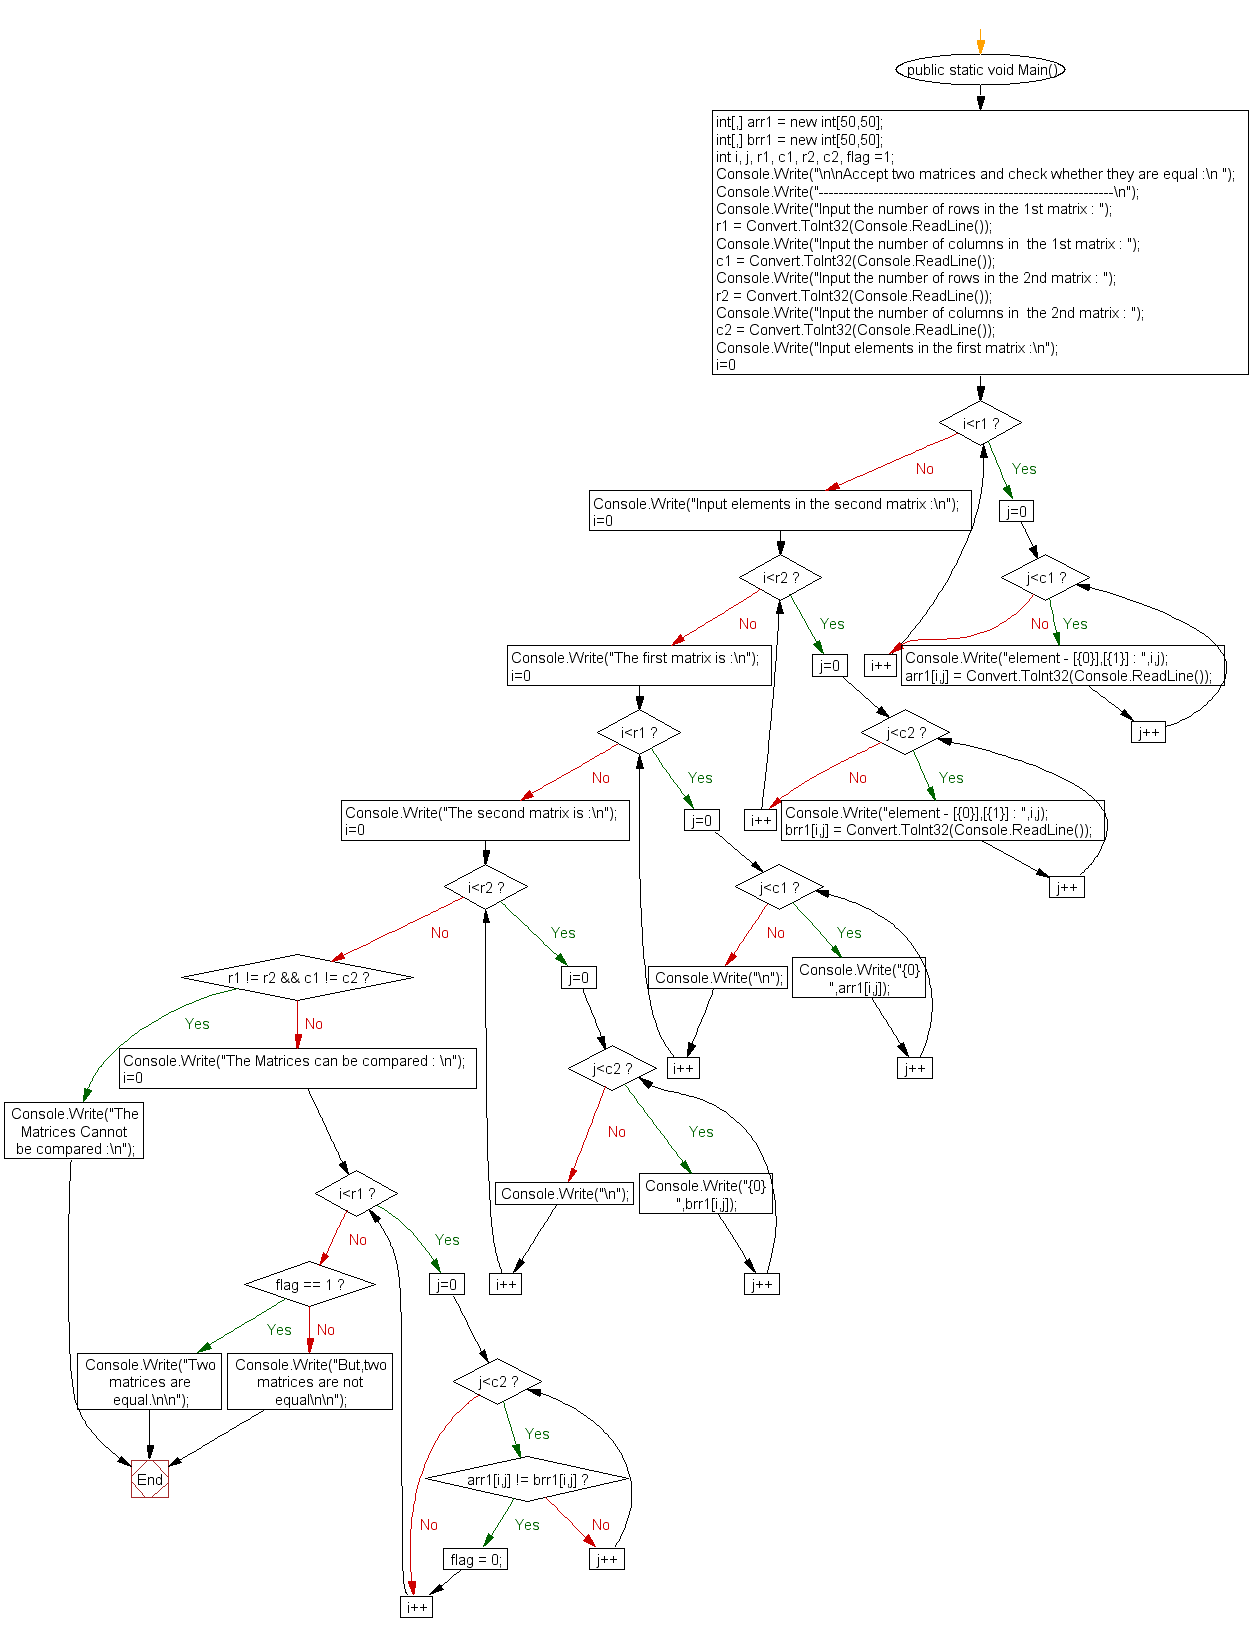 public static void Main()
int[,] arr1 = new int[50,50];
int[,] brr1 = new int[50,50];
int i, j, r1, c1, r2, c2, flag =1;
Console.Write("\n\nAccept two matrices and check whether they are equal :\n ");
Console.Write("-----------------------------------------------------------\n");
Console.Write("Input the number of rows in the 1st matrix : ");
r1 = Convert.ToInt32(Console.ReadLine());
Console.Write("Input the number of columns in  the 1st matrix : ");
c1 = Convert.ToInt32(Console.ReadLine());
Console.Write("Input the number of rows in the 2nd matrix : ");
r2 = Convert.ToInt32(Console.ReadLine());
Console.Write("Input the number of columns in  the 2nd matrix : ");
c2 = Convert.ToInt32(Console.ReadLine());
Console.Write("Input elements in the first matrix :\n");
i=0
i<r1 ?
No
Yes
Console.Write("Input elements in the second matrix :\n");
i=0
j=0
i<r2 ?
j<c1 ?
No
Yes
No
Yes
Console.Write("The first matrix is :\n");
i=0
j=0
i++
Console.Write("element - [{0}],[{1}] : ",i,j);
arr1[i,j] = Convert.ToInt32(Console.ReadLine());
i<r1 ?
j<c2 ?
j++
No
Yes
No
Yes
Console.Write("The second matrix is :\n");
i=0
j=0
i++
Console.Write("element - [{0}],[{1}] : ",i,j);
brr1[i,j] = Convert.ToInt32(Console.ReadLine());
i<r2 ?
j<c1 ?
j++
No
Yes
No
Yes
r1 != r2 && c1 != c2 ?
j=0
Console.Write("\n");
Console.Write("{0}
",arr1[i,j]);
Yes
No
Console.Write("The Matrices can be compared : \n");
i=0
j<c2 ?
i++
j++
Console.Write("The
Matrices Cannot
be compared :\n");
No
Yes
i<r1 ?
Console.Write("\n");
Console.Write("{0}
",brr1[i,j]);
No
Yes
flag == 1 ?
j=0
i++
j++
Yes
No
Console.Write("Two
matrices are
equal.\n\n");
Console.Write("But,two
matrices are not
equal\n\n");
j<c2 ?
Yes
End
arr1[i,j] != brr1[i,j] ?
No
Yes
No
flag = 0;
j++
i++